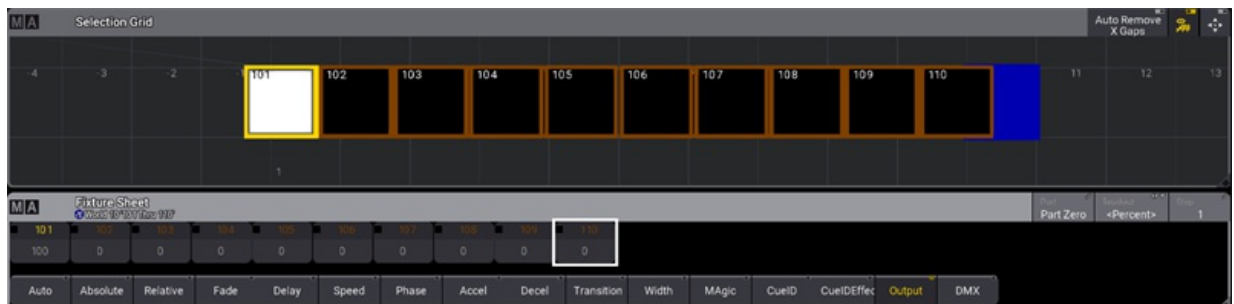 MA Selection Grid Auto Remove X Gaps
-4 -3 -2 -1 101 102 103 104 105 106 107 108 109 110 11 12 13
1
MA Fixture Sheet Part Zero <Percent> Step 1
101 102 103 104 105 106 107 108 109 110
100 0 0 0 0 0 0 0 0 0
Auto Absolute Relative Fade Delay Speed Phase Accel Decel Transition Width MAgic CueID CueIDEffec Output DMX